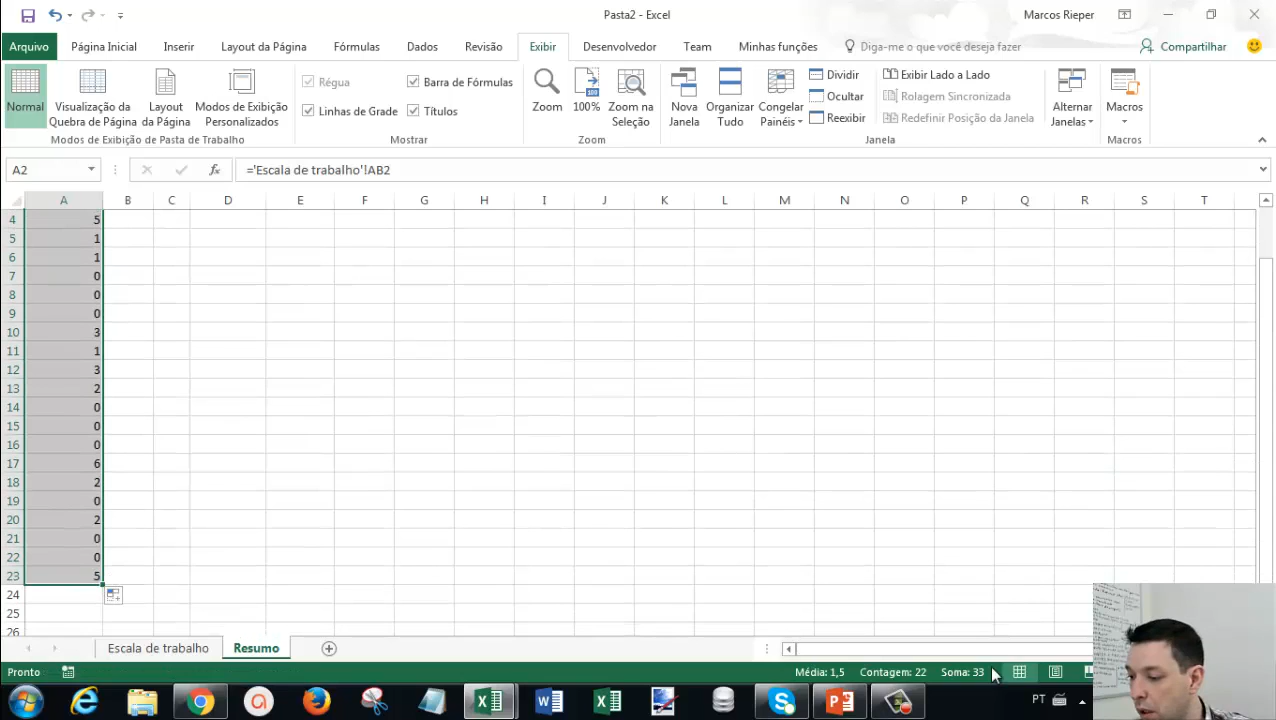 Pasta2 - Excel
Marcos Rieper
Arquivo Página Inicial Inserir Layout da Página Fórmulas Dados Revisão Exibir Desenvolvedor Team Minhas funções Diga-me o que você deseja fazer Compartilhar
Normal
Visualização da
Quebra de Página
Layout
da Página
Modos de Exibição
Personalizados
Modos de Exibição de Pasta de Trabalho
Régua
Barra de Fórmulas
Linhas de Grade
Títulos
Mostrar
Zoom
100%
Zoom na
Seleção
Zoom
Nova
Janela
Organizar
Tudo
Congelar
Painéis
Dividir
Ocultar
Reexibir
Exibir Lado a Lado
Rolagem Sincronizada
Redefinir Posição da Janela
Janela
Alternar
Janelas
Macros
Macros
A2
fx
='Escala de trabalho'!AB2
A B C D E F G H I J K L M N O P Q R S T
4 5
5 1
6 1
7 0
8 0
9 0
10 3
11 1
12 3
13 2
14 0
15 0
16 0
17 6
18 2
19 0
20 2
21 0
22 0
23 5
24
25
26
Escala de trabalho Resumo
Pronto
Média: 1,5 Contagem: 22 Soma: 33
PT